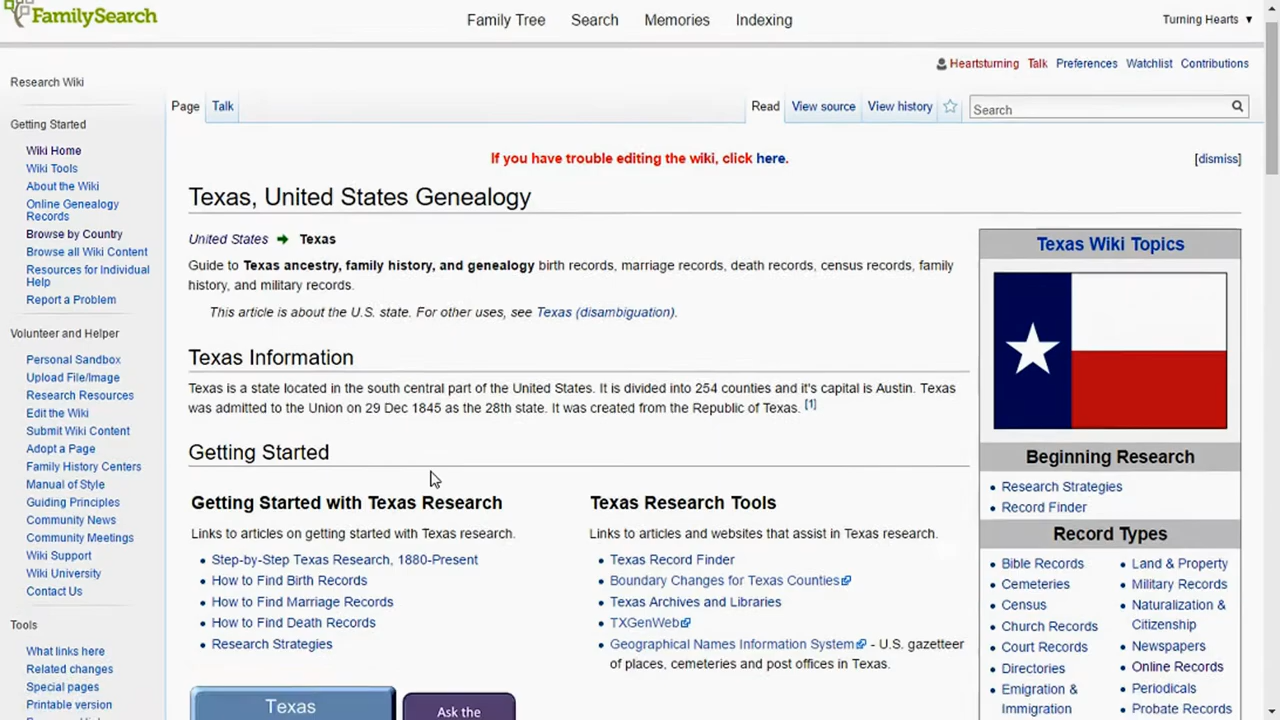 FamilySearch
Family Tree Search Memories Indexing
Turning Hearts ▼
Heartsturning Talk Preferences Watchlist Contributions
Research Wiki
Getting Started
Wiki Home
Wiki Tools
About the Wiki
Online Genealogy
Records
Browse by Country
Browse all Wiki Content
Resources for Individual
Help
Report a Problem
Volunteer and Helper
Personal Sandbox
Upload File/Image
Research Resources
Edit the Wiki
Submit Wiki Content
Adopt a Page
Family History Centers
Manual of Style
Guiding Principles
Community News
Community Meetings
Wiki Support
Wiki University
Contact Us
Tools
What links here
Related changes
Special pages
Printable version
Page Talk
Read View source View history
Search
If you have trouble editing the wiki, click here.
[dismiss]
Texas, United States Genealogy
United States Texas
Guide to Texas ancestry, family history, and genealogy birth records, marriage records, death records, census records, family
history, and military records.
This article is about the U.S. state. For other uses, see Texas (disambiguation).
Texas Information
Texas is a state located in the south central part of the United States. It is divided into 254 counties and it's capital is Austin. Texas
was admitted to the Union on 29 Dec 1845 as the 28th state. It was created from the Republic of Texas. [1]
Getting Started
Getting Started with Texas Research
Links to articles on getting started with Texas research.
• Step-by-Step Texas Research, 1880-Present
• How to Find Birth Records
• How to Find Marriage Records
• How to Find Death Records
• Research Strategies
Texas Research Tools
Links to articles and websites that assist in Texas research.
• Texas Record Finder
• Boundary Changes for Texas Counties
• Texas Archives and Libraries
• TXGenWeb
• Geographical Names Information System - U.S. gazetteer
of places, cemeteries and post offices in Texas.
Texas
Ask the
Texas Wiki Topics
Beginning Research
• Research Strategies
• Record Finder
Record Types
• Bible Records
• Cemeteries
• Census
• Church Records
• Court Records
• Directories
• Emigration &
Immigration
• Land & Property
• Military Records
• Naturalization &
Citizenship
• Newspapers
• Online Records
• Periodicals
• Probate Records